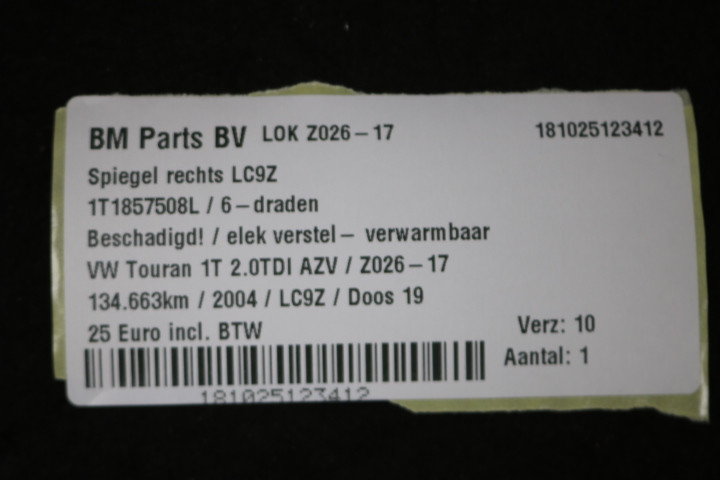 BM Parts BV LOK Z026-17 181025123412
Spiegel rechts LC9Z
1T1857508L / 6-draden
Beschadigd! / elek verstel- verwarmbaar
VW Touran 1T 2.0TDI AZV / Z026-17
134.663km / 2004 / LC9Z / Doos 19
25 Euro incl. BTW Verz: 10
Aantal: 1
181025123412